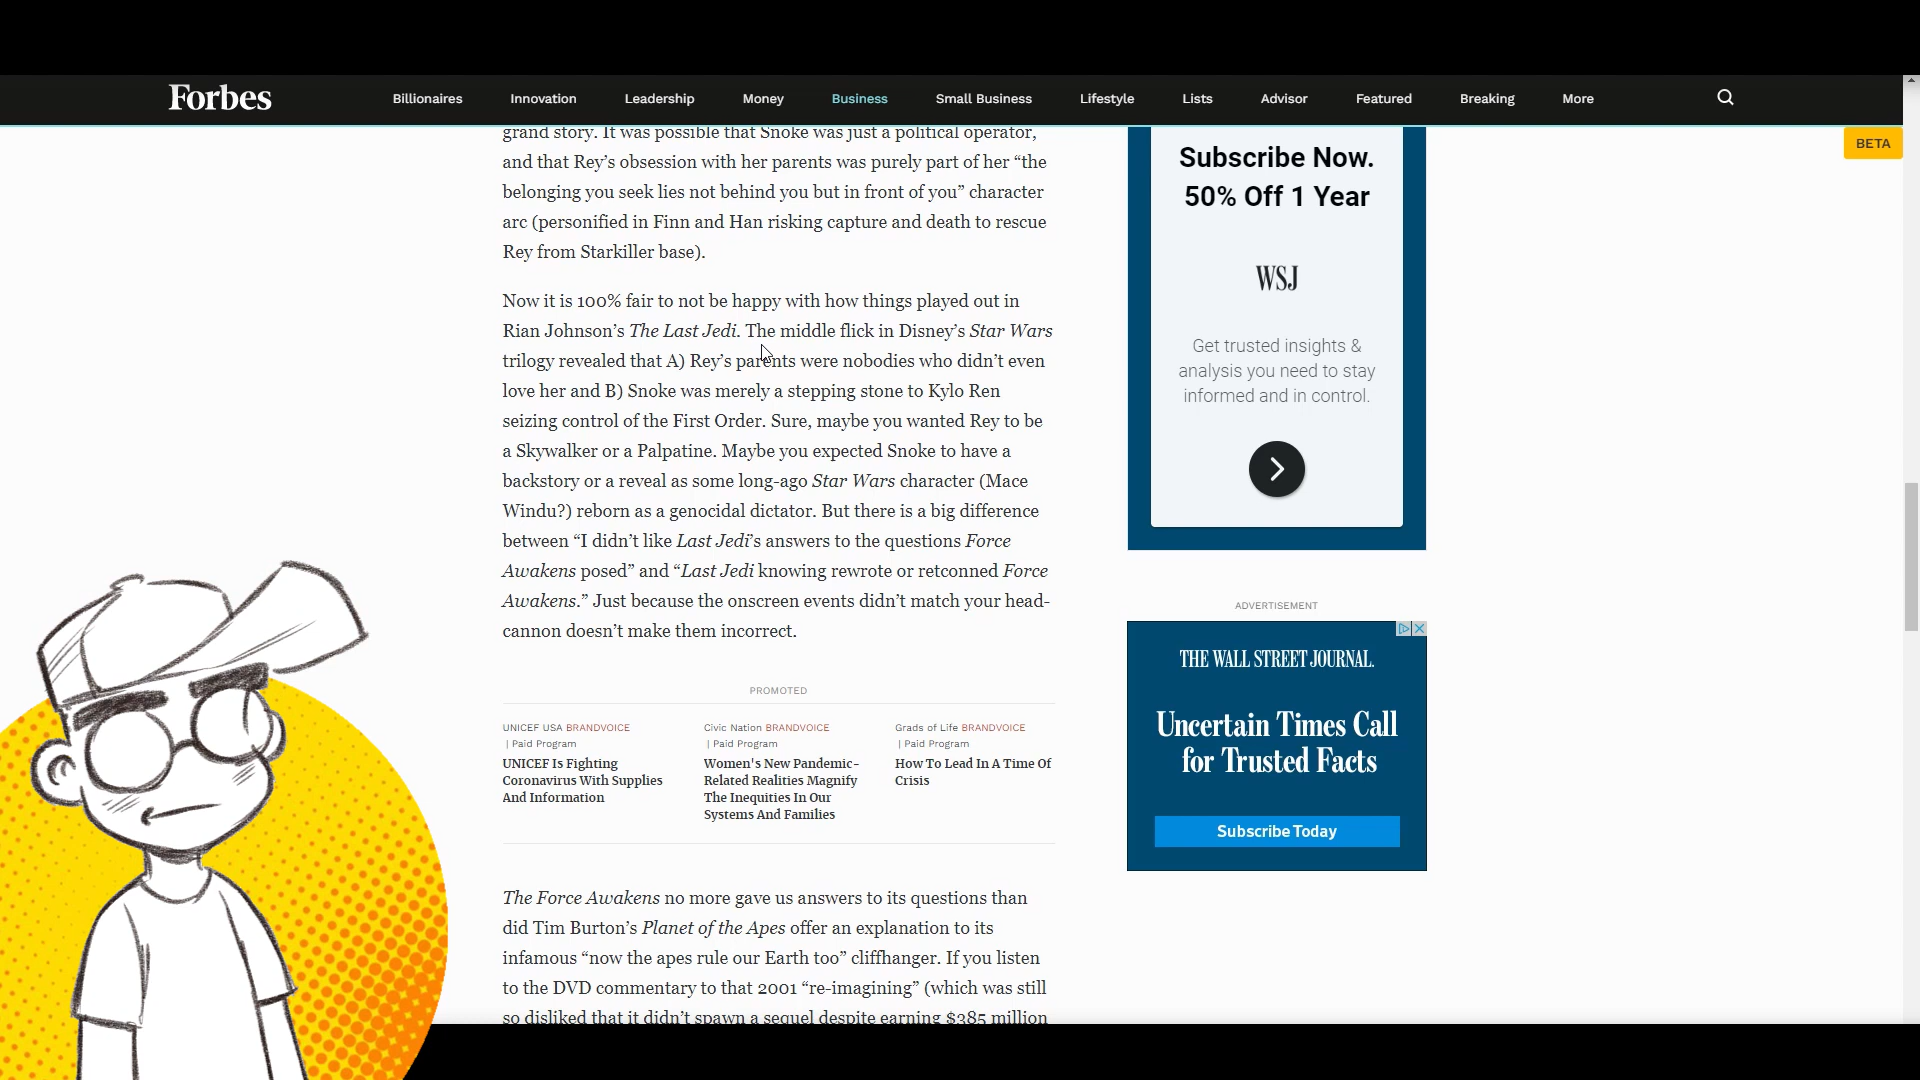 Forbes
Billionaires Innovation Leadership Money Business Small Business Lifestyle Lists Advisor Featured Breaking More
BETA
grand story. It was possible that Snoke was just a political operator,
and that Rey’s obsession with her parents was purely part of her “the
belonging you seek lies not behind you but in front of you” character
arc (personified in Finn and Han risking capture and death to rescue
Rey from Starkiller base).
Now it is 100% fair to not be happy with how things played out in
Rian Johnson’s The Last Jedi. The middle flick in Disney’s Star Wars
trilogy revealed that A) Rey’s parents were nobodies who didn’t even
love her and B) Snoke was merely a stepping stone to Kylo Ren
seizing control of the First Order. Sure, maybe you wanted Rey to be
a Skywalker or a Palpatine. Maybe you expected Snoke to have a
backstory or a reveal as some long-ago Star Wars character (Mace
Windu?) reborn as a genocidal dictator. But there is a big difference
between “I didn’t like Last Jedi’s answers to the questions Force
Awakens posed” and “Last Jedi knowing rewrote or retconned Force
Awakens.” Just because the onscreen events didn’t match your head-
cannon doesn’t make them incorrect.
PROMOTED
UNICEF USA BRANDVOICE
| Paid Program
UNICEF Is Fighting
Coronavirus With Supplies
And Information
Civic Nation BRANDVOICE
| Paid Program
Women's New Pandemic-
Related Realities Magnify
The Inequities In Our
Systems And Families
Grads of Life BRANDVOICE
| Paid Program
How To Lead In A Time Of
Crisis
The Force Awakens no more gave us answers to its questions than
did Tim Burton’s Planet of the Apes offer an explanation to its
infamous “now the apes rule our Earth too” cliffhanger. If you listen
to the DVD commentary to that 2001 “re-imagining” (which was still
so disliked that it didn’t spawn a sequel despite earning $385 million
Subscribe Now.
50% Off 1 Year
WSJ
Get trusted insights &
analysis you need to stay
informed and in control.
ADVERTISEMENT
THE WALL STREET JOURNAL.
Uncertain Times Call
for Trusted Facts
Subscribe Today